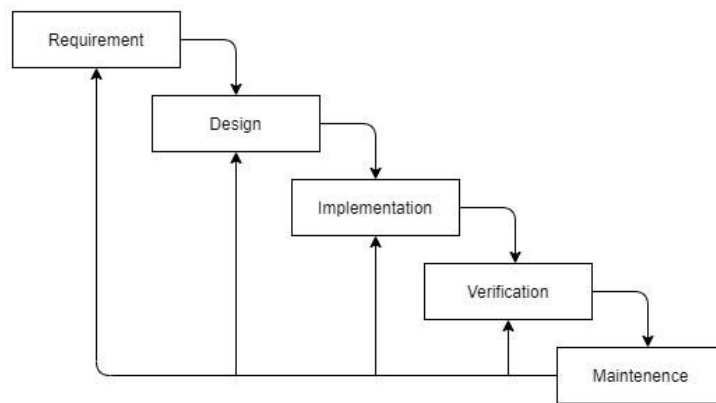 Requirement
Design
Implementation
Verification
Maintenence